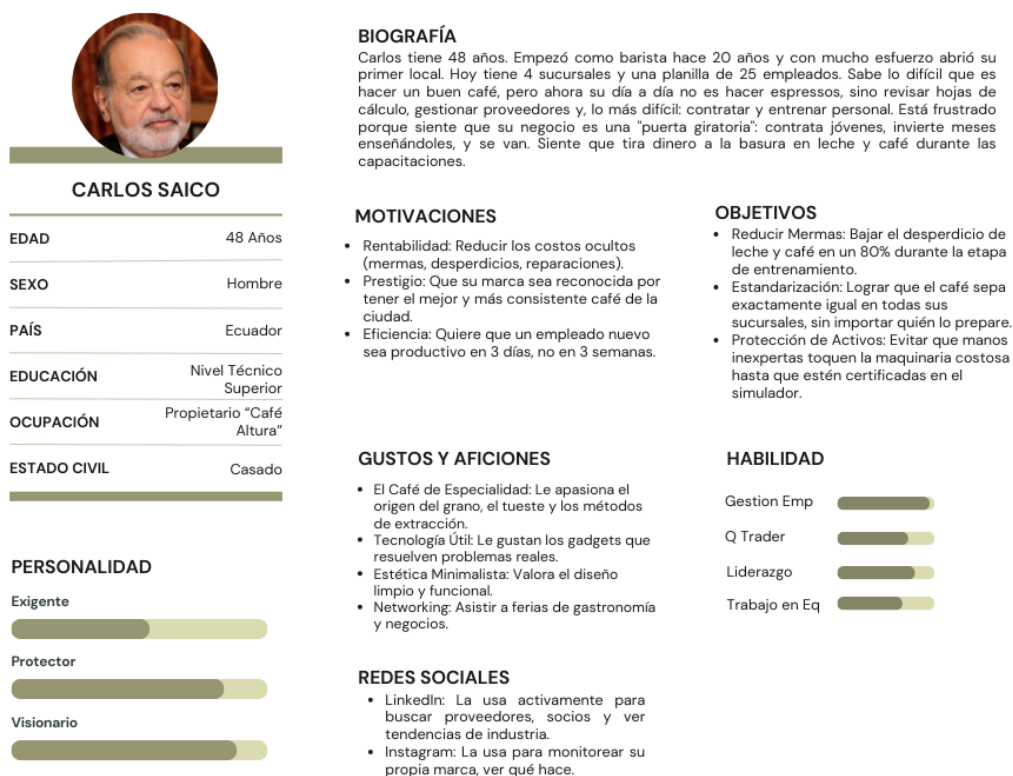 BIOGRAFÍA
Carlos tiene 48 años. Empezó como barista hace 20 años y con mucho esfuerzo abrió su
primer local. Hoy tiene 4 sucursales y una planilla de 25 empleados. Sabe lo difícil que es
hacer un buen café, pero ahora su día a día no es hacer espressos, sino revisar hojas de
cálculo, gestionar proveedores y, lo más difícil: contratar y entrenar personal. Está frustrado
porque siente que su negocio es una "puerta giratoria": contrata jóvenes, invierte meses
enseñándoles, y se van. Siente que tira dinero a la basura en leche y café durante las
capacitaciones.
CARLOS SAICO
EDAD 48 Años
SEXO Hombre
PAÍS Ecuador
EDUCACIÓN Nivel Técnico
Superior
OCUPACIÓN Propietario “Café
Altura”
ESTADO CIVIL Casado
PERSONALIDAD
Exigente
Protector
Visionario
MOTIVACIONES
• Rentabilidad: Reducir los costos ocultos
(mermas, desperdicios, reparaciones).
• Prestigio: Que su marca sea reconocida por
tener el mejor y más consistente café de la
ciudad.
• Eficiencia: Quiere que un empleado nuevo
sea productivo en 3 días, no en 3 semanas.
OBJETIVOS
• Reducir Mermas: Bajar el desperdicio de
leche y café en un 80% durante la etapa
de entrenamiento.
• Estandarización: Lograr que el café sepa
exactamente igual en todas sus
sucursales, sin importar quién lo prepare.
• Protección de Activos: Evitar que manos
inexpertas toquen la maquinaria costosa
hasta que estén certificadas en el
simulador.
GUSTOS Y AFICIONES
• El Café de Especialidad: Le apasiona el
origen del grano, el tueste y los métodos
de extracción.
• Tecnología Útil: Le gustan los gadgets que
resuelven problemas reales.
• Estética Minimalista: Valora el diseño
limpio y funcional.
• Networking: Asistir a ferias de gastronomía
y negocios.
HABILIDAD
Gestion Emp
Q Trader
Liderazgo
Trabajo en Eq
REDES SOCIALES
• LinkedIn: La usa activamente para
buscar proveedores, socios y ver
tendencias de industria.
• Instagram: La usa para monitorear su
propia marca, ver qué hace.